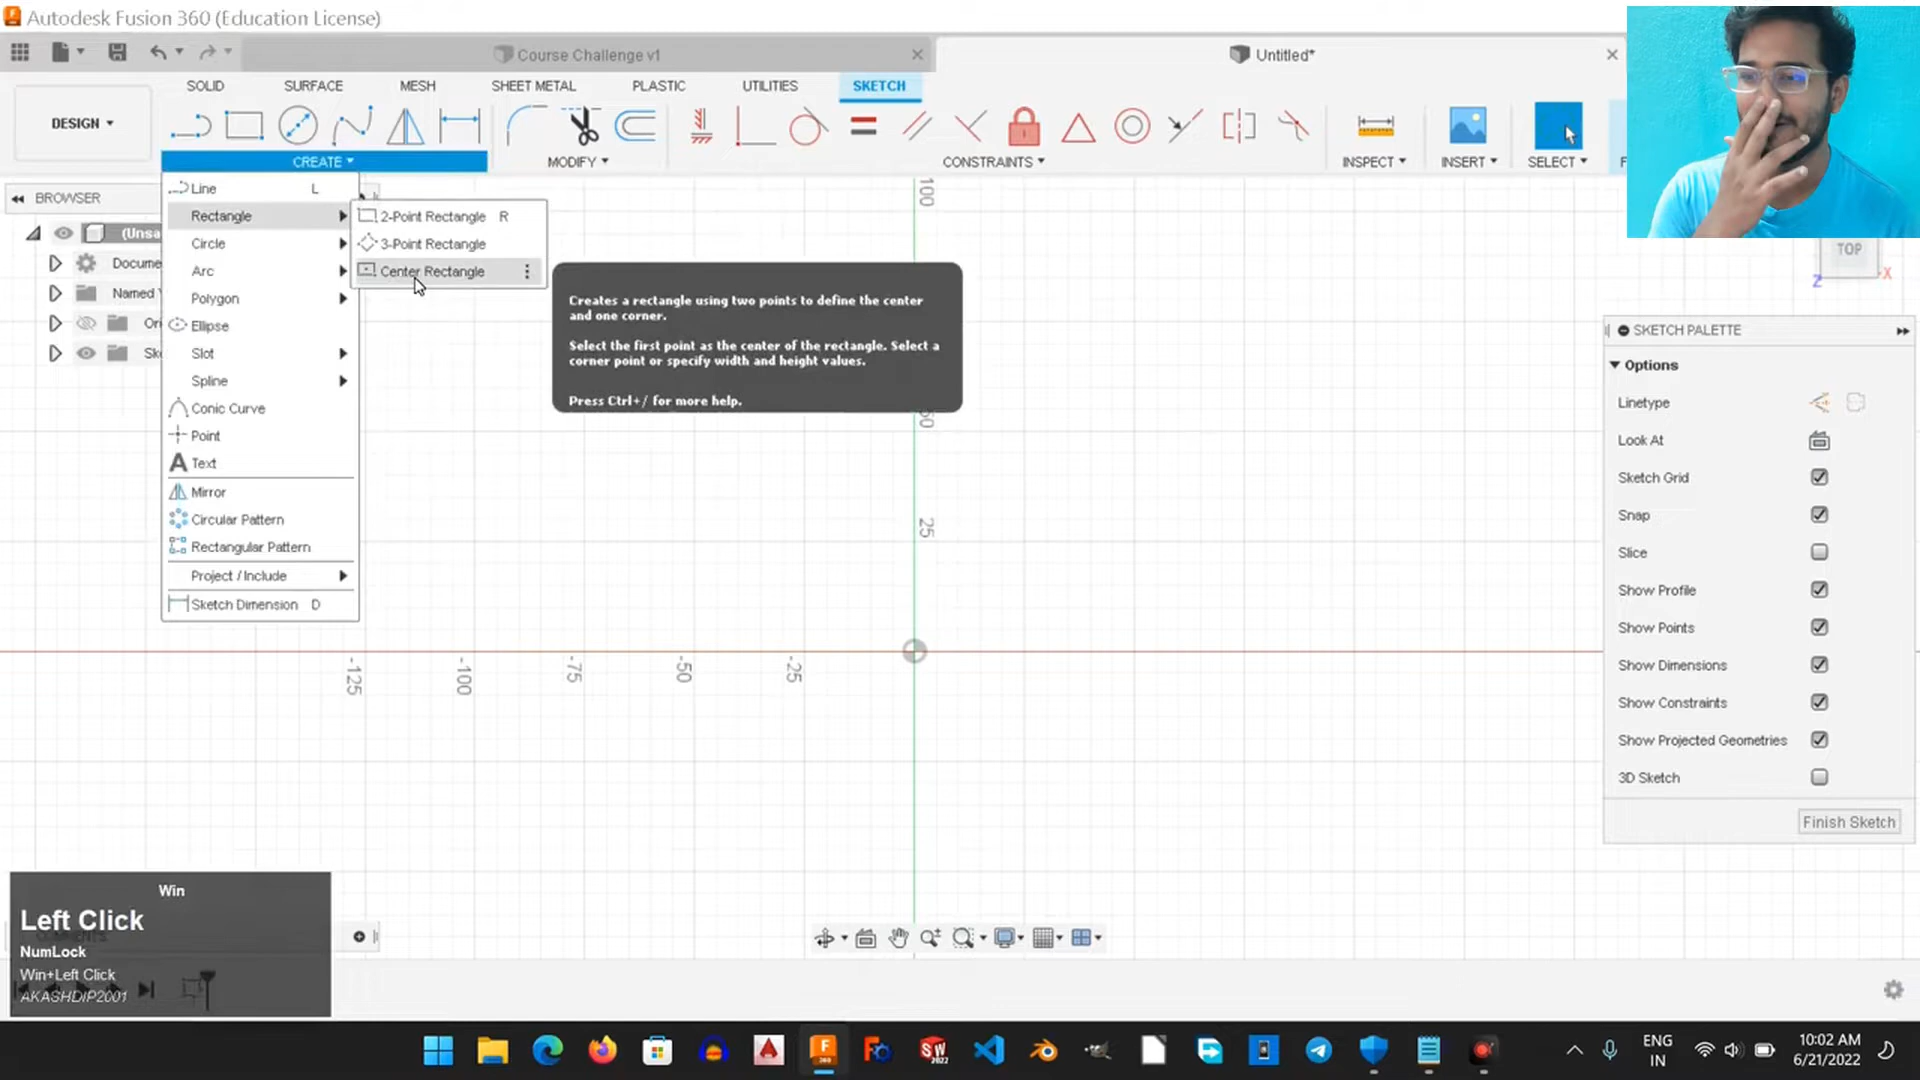 Autodesk Fusion 360 (Education License)
Course Challenge v1
Untitled*
SOLID
SURFACE
MESH
SHEET METAL
PLASTIC
UTILITIES
SKETCH
DESIGN
CREATE
MODIFY
CONSTRAINTS
INSPECT
INSERT
SELECT
BROWSER
(Unsa
Docume
Named
Ori
Ske
Line L
Rectangle
Circle
Arc
Polygon
Ellipse
Slot
Spline
Conic Curve
Point
Text
Mirror
Circular Pattern
Rectangular Pattern
Project / Include
Sketch Dimension D
2-Point Rectangle R
3-Point Rectangle
Center Rectangle
Creates a rectangle using two points to define the center
and one corner.
Select the first point as the center of the rectangle. Select a
corner point or specify width and height values.
Press Ctrl+/ for more help.
100
25
-125
-100
-75
-50
-25
TOP
Z
X
SKETCH PALETTE
Options
Linetype
Look At
Sketch Grid
Snap
Slice
Show Profile
Show Points
Show Dimensions
Show Constraints
Show Projected Geometries
3D Sketch
Finish Sketch
Win
Left Click
NumLock
Win+Left Click
AKASHDIP2001
ENG
IN
10:02 AM
6/21/2022